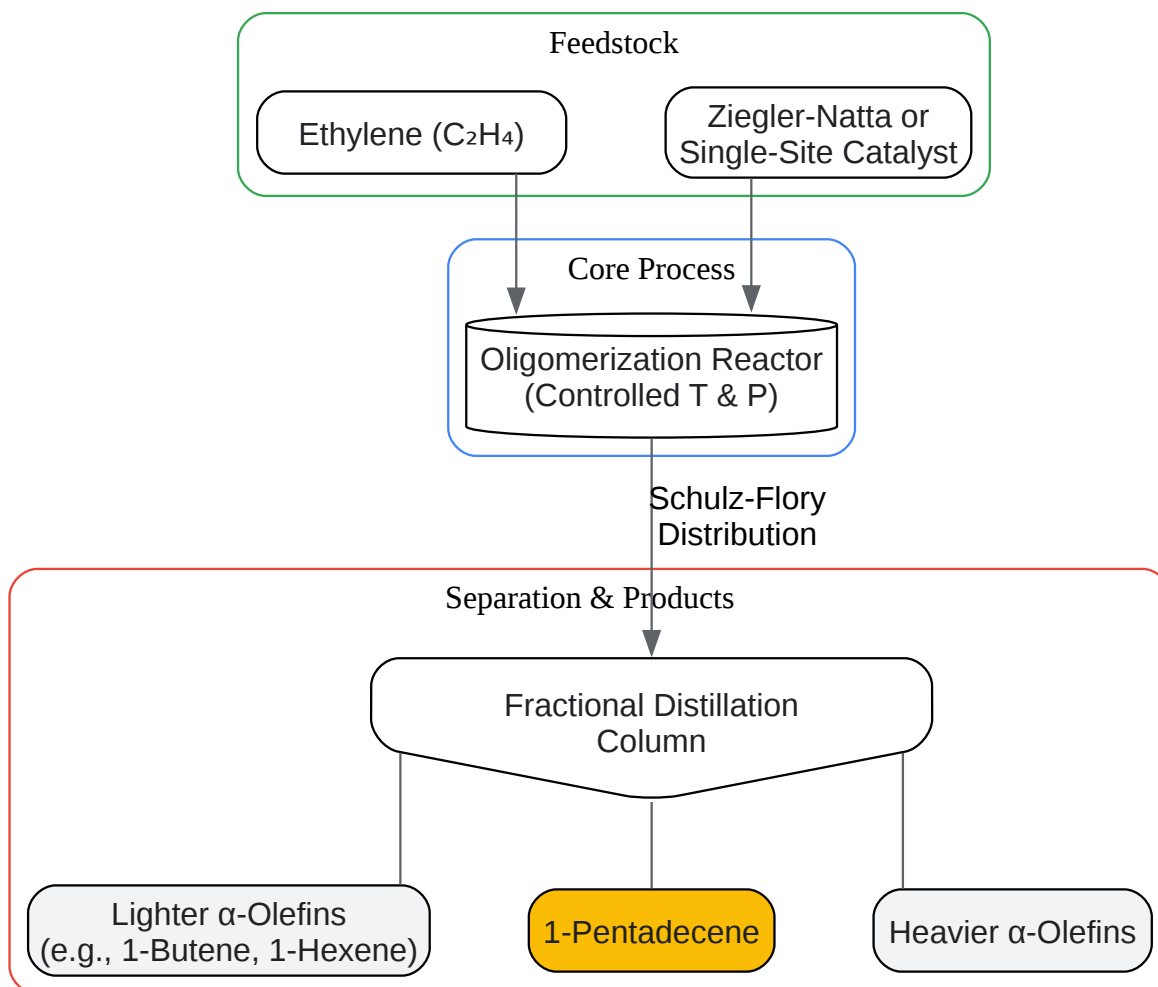 Feedstock
Ethylene (C₂H₄)
Ziegler-Natta or
Single-Site Catalyst
Core Process
Oligomerization Reactor
(Controlled T & P)
Schulz-Flory
Distribution
Separation & Products
Fractional Distillation
Column
Lighter α-Olefins
(e.g., 1-Butene, 1-Hexene)
1-Pentadecene
Heavier α-Olefins